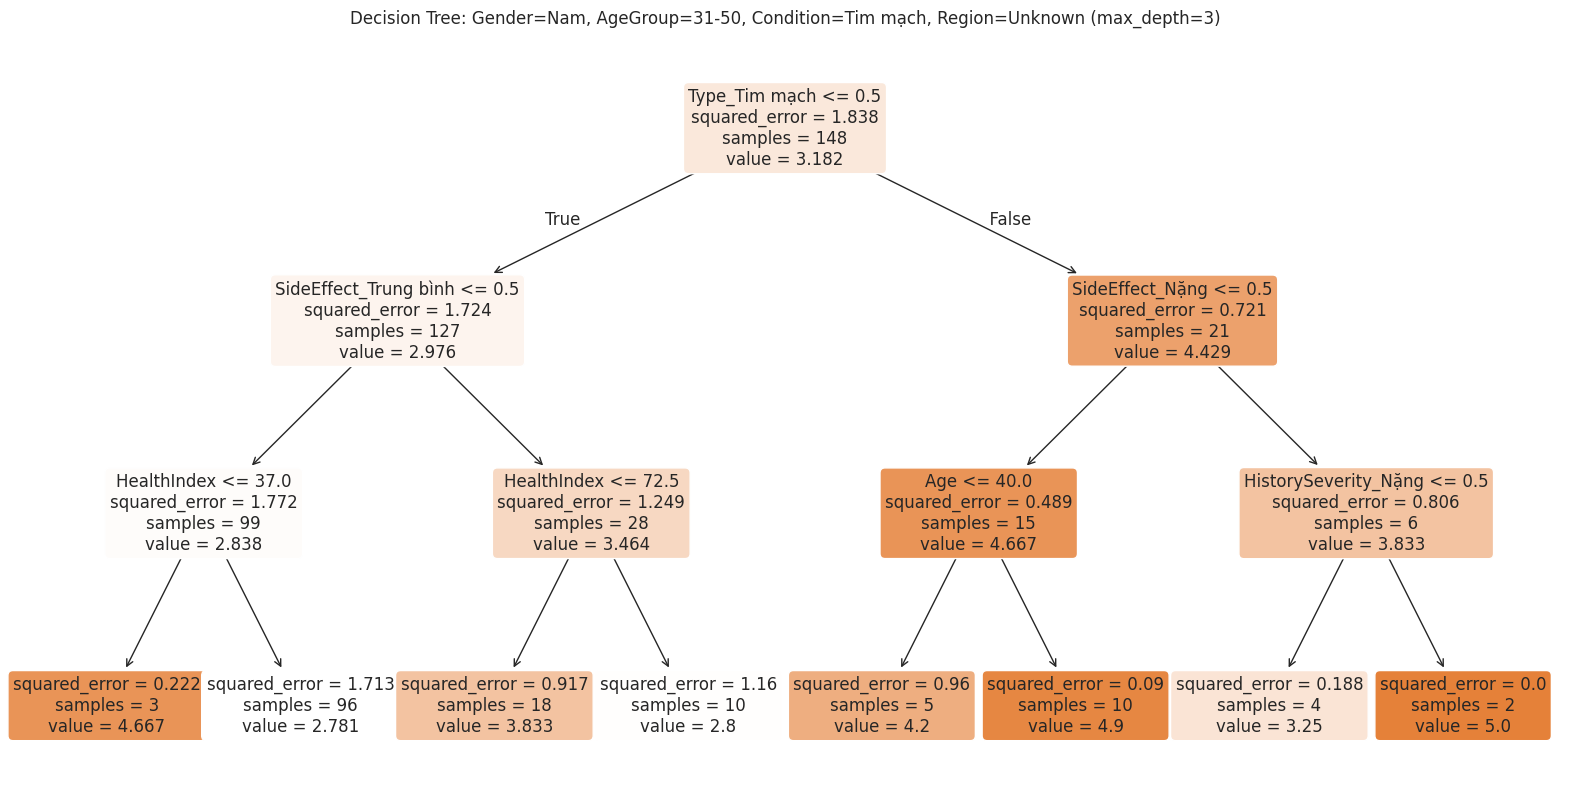 Decision Tree: Gender=Nam, AgeGroup=31-50, Condition=Tim mạch, Region=Unknown (max_depth=3)
Type_Tim mạch <= 0.5
squared_error = 1.838
samples = 148
value = 3.182
True
False
SideEffect_Trung bình <= 0.5
squared_error = 1.724
samples = 127
value = 2.976
SideEffect_Nặng <= 0.5
squared_error = 0.721
samples = 21
value = 4.429
HealthIndex <= 37.0
squared_error = 1.772
samples = 99
value = 2.838
HealthIndex <= 72.5
squared_error = 1.249
samples = 28
value = 3.464
Age <= 40.0
squared_error = 0.489
samples = 15
value = 4.667
HistorySeverity_Nặng <= 0.5
squared_error = 0.806
samples = 6
value = 3.833
squared_error = 0.222
samples = 3
value = 4.667
squared_error = 1.713
samples = 96
value = 2.781
squared_error = 0.917
samples = 18
value = 3.833
squared_error = 1.16
samples = 10
value = 2.8
squared_error = 0.96
samples = 5
value = 4.2
squared_error = 0.09
samples = 10
value = 4.9
squared_error = 0.188
samples = 4
value = 3.25
squared_error = 0.0
samples = 2
value = 5.0